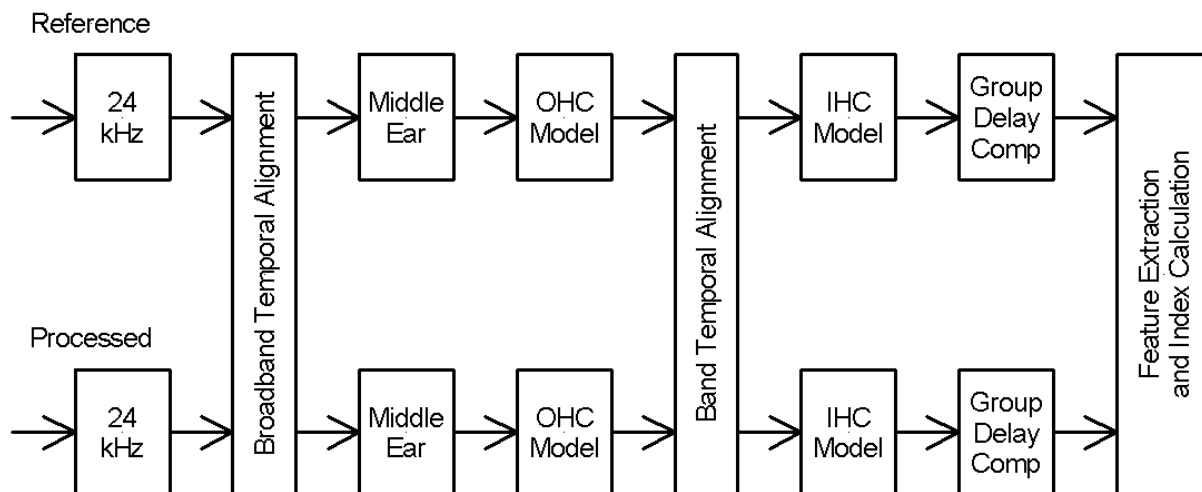 Reference
24
kHz
Broadband Temporal Alignment
Middle
Ear
OHC
Model
Band Temporal Alignment
IHC
Model
Group
Delay
Comp
Feature Extraction
and Index Calculation
Processed
24
kHz
Middle
Ear
OHC
Model
IHC
Model
Group
Delay
Comp